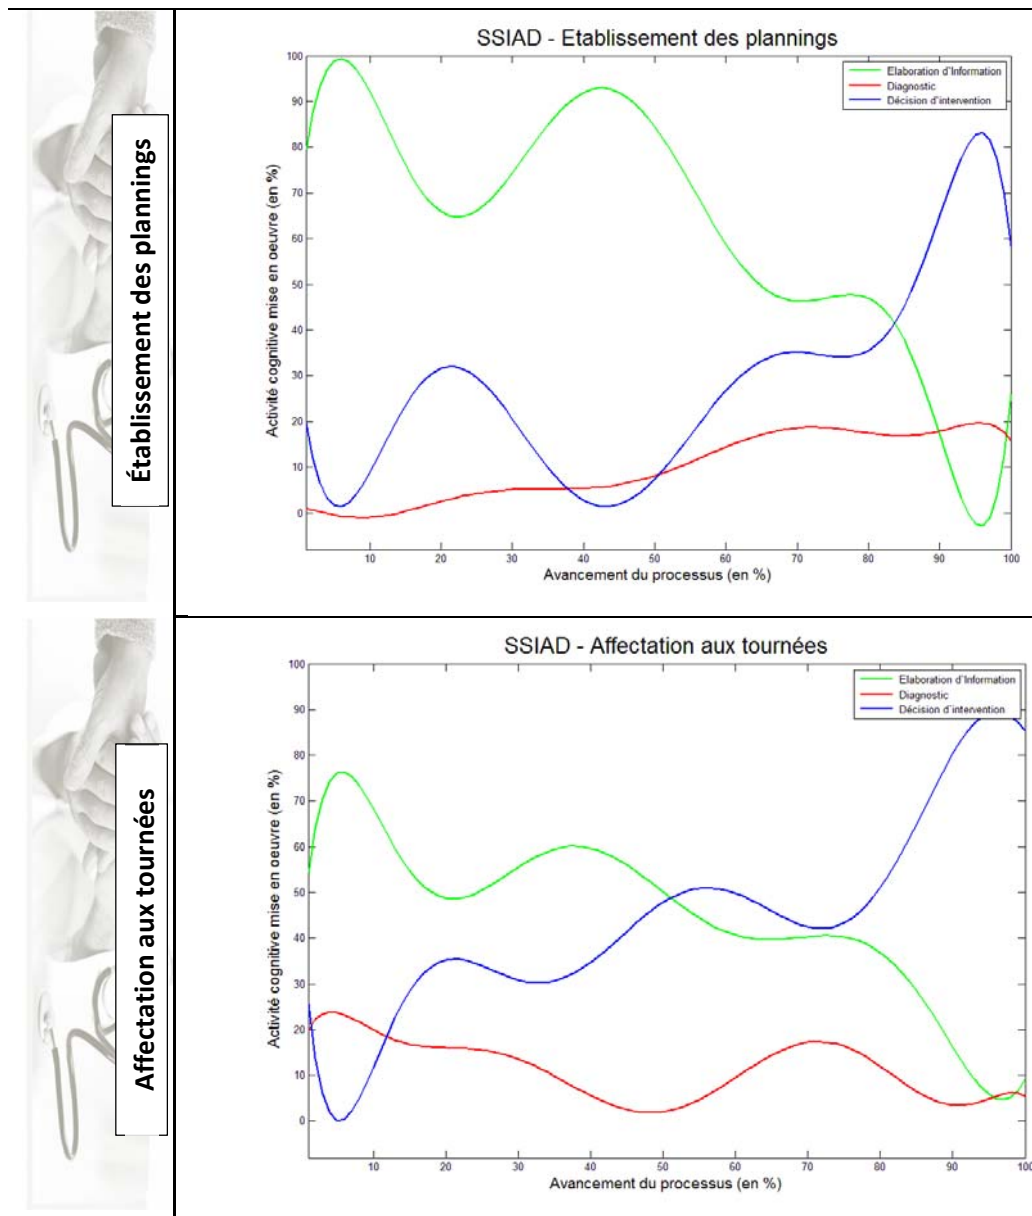 Établissement des plannings
SSIAD - Etablissement des plannings
Elaboration d'Information
Diagnostic
Décision d'intervention
Activité cognitive mise en oeuvre (en %)
100
90
80
70
60
50
40
30
20
10
0
10 20 30 40 50 60 70 80 90 100
Avancement du processus (en %)
Affectation aux tournées
SSIAD - Affectation aux tournées
Elaboration d'Information
Diagnostic
Décision d'intervention
Activité cognitive mise en oeuvre (en %)
100
90
80
70
60
50
40
30
20
10
0
10 20 30 40 50 60 70 80 90 100
Avancement du processus (en %)